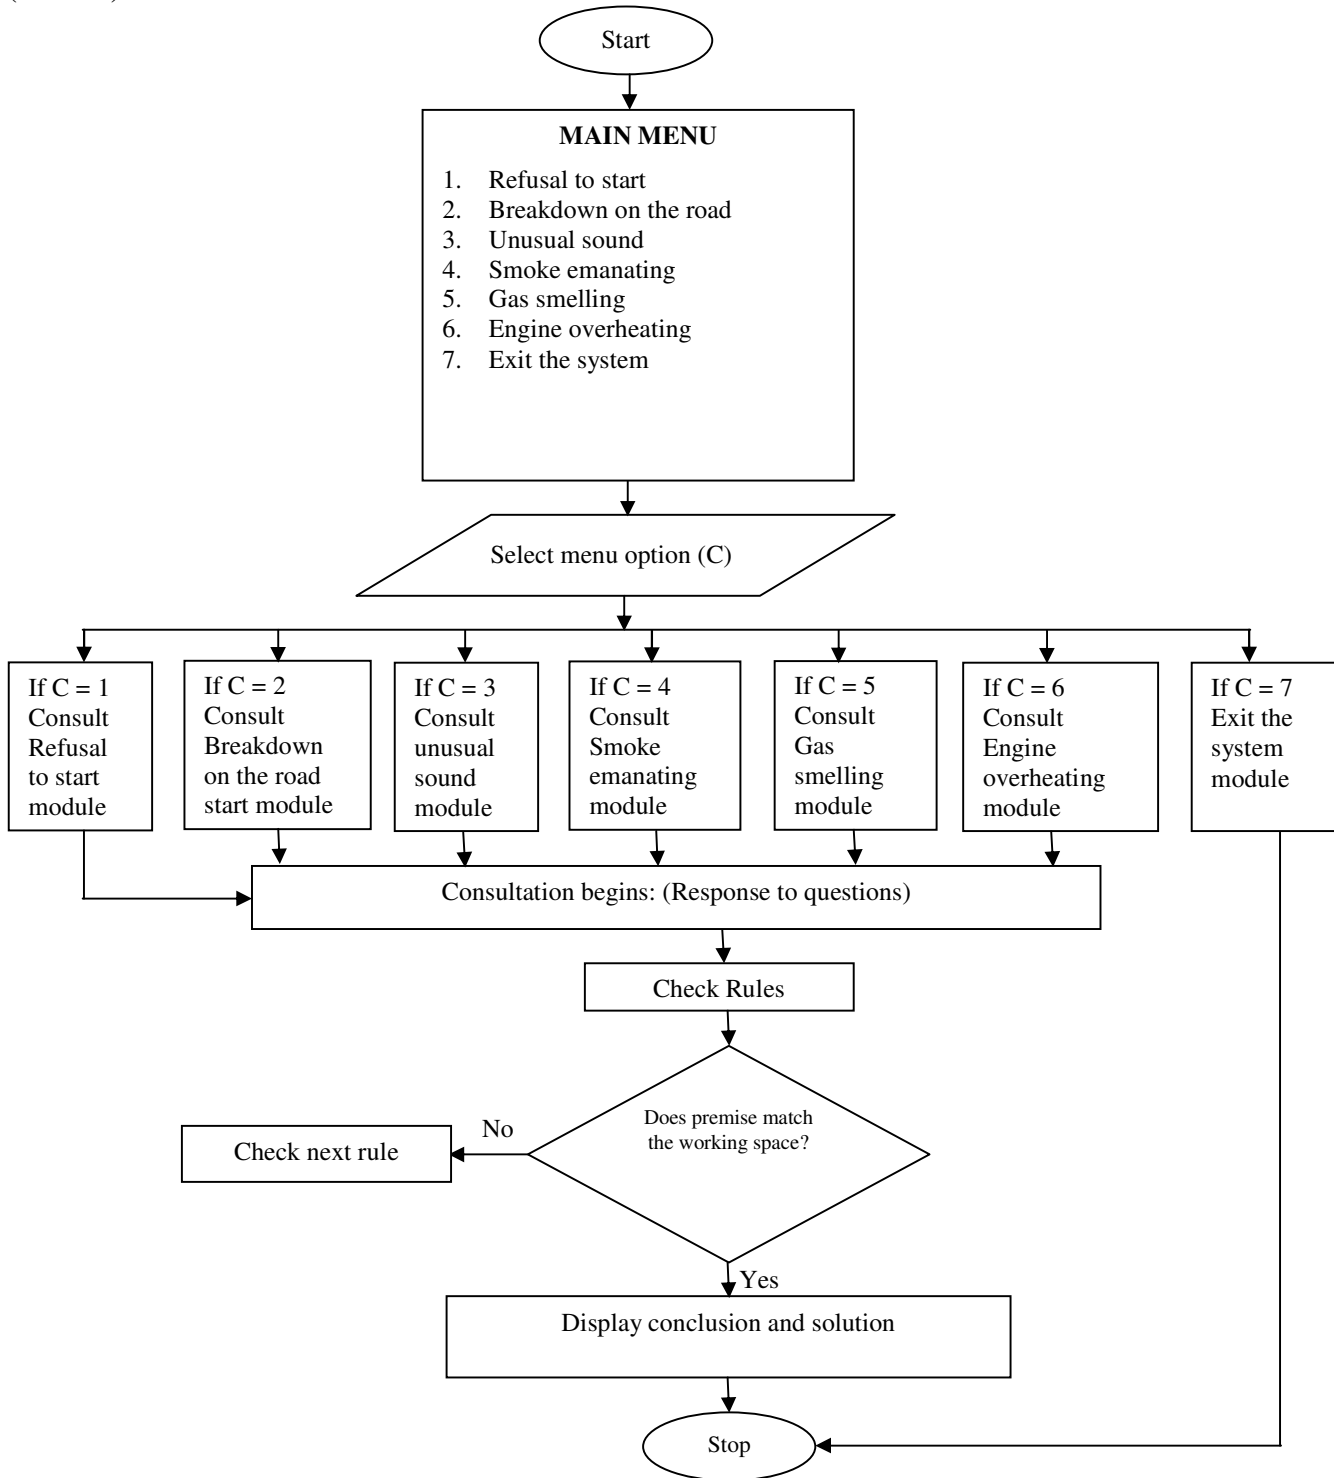 Start
MAIN MENU
1. Refusal to start
2. Breakdown on the road
3. Unusual sound
4. Smoke emanating
5. Gas smelling
6. Engine overheating
7. Exit the system
Select menu option (C)
If C = 1
Consult
Refusal
to start
module
If C = 2
Consult
Breakdown
on the road
start module
If C = 3
Consult
unusual
sound
module
If C = 4
Consult
Smoke
emanating
module
If C = 5
Consult
Gas
smelling
module
If C = 6
Consult
Engine
overheating
module
If C = 7
Exit the
system
module
Consultation begins: (Response to questions)
Check Rules
Does premise match
the working space?
No
Check next rule
Yes
Display conclusion and solution
Stop